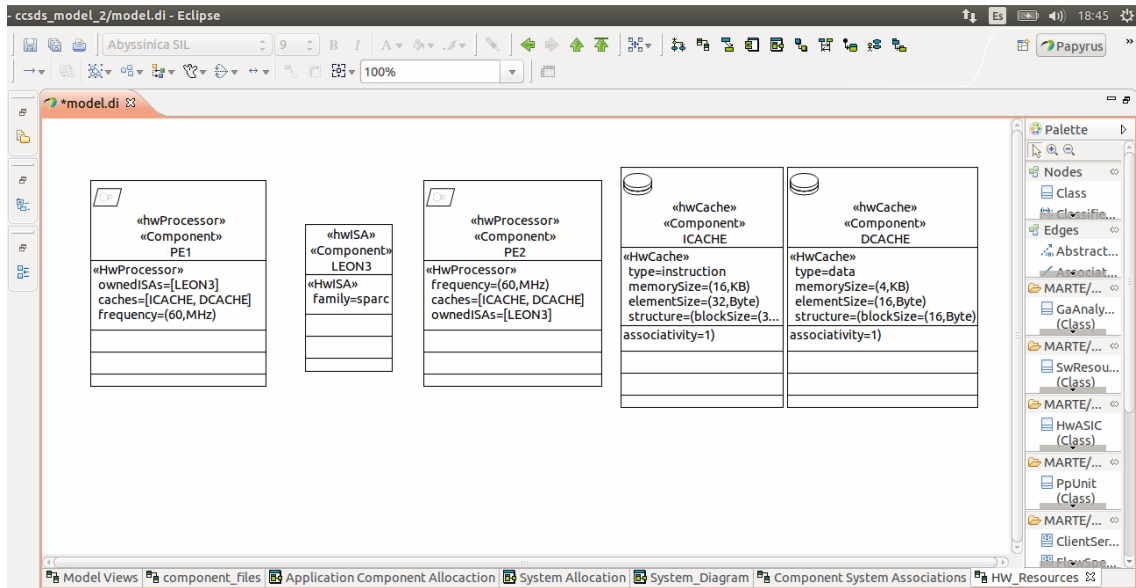 - ccsds_model_2/model.di - Eclipse
Es
18:45
Abyssinica SIL
9
B I A
Papyrus
»
100%
*model.di
Palette
Nodes
Class
Classifie...
Edges
Abstract...
Associat...
MARTE/...
GaAnaly...
(Class)
MARTE/...
SwResou...
(Class)
MARTE/...
HwASIC
(Class)
MARTE/...
PpUnit
(Class)
MARTE/...
ClientSer...
FlowSpe...
«hwProcessor»
«Component»
PE1
«HwProcessor»
ownedISAs=[LEON3]
caches=[ICACHE, DCACHE]
frequency=(60,MHz)
«hwISA»
«Component»
LEON3
«HwISA»
family=sparc
«hwProcessor»
«Component»
PE2
«HwProcessor»
frequency=(60,MHz)
caches=[ICACHE, DCACHE]
ownedISAs=[LEON3]
«hwCache»
«Component»
ICACHE
«HwCache»
type=instruction
memorySize=(16,KB)
elementSize=(32,Byte)
structure=(blockSize=(3...
associativity=1)
«hwCache»
«Component»
DCACHE
«HwCache»
type=data
memorySize=(4,KB)
elementSize=(16,Byte)
structure=(blockSize=(16,Byte)
associativity=1)
Model Views component_files Application Component Allocaction System Allocation System_Diagram Component System Associations HW_Resources